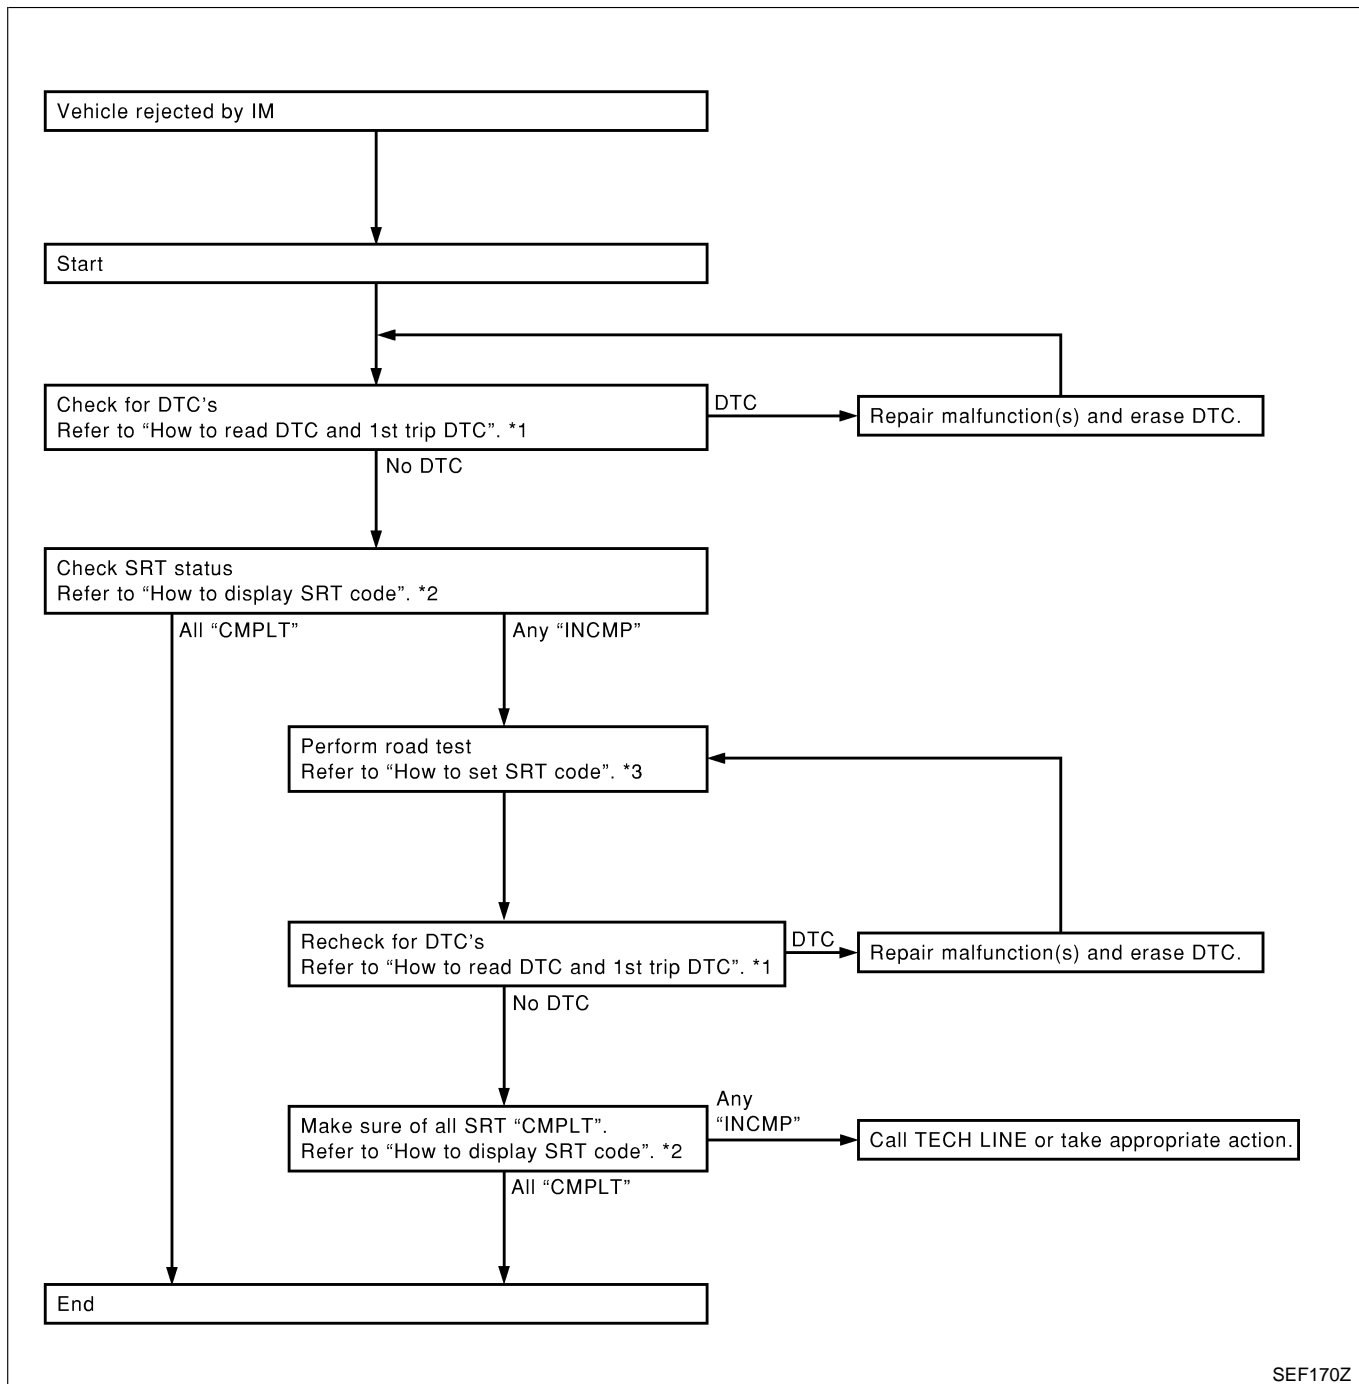 Vehicle rejected by IM
Start
Check for DTC's
Refer to “How to read DTC and 1st trip DTC”. *1
DTC
Repair malfunction(s) and erase DTC.
No DTC
Check SRT status
Refer to “How to display SRT code”. *2
All “CMPLT”
Any “INCMP”
Perform road test
Refer to “How to set SRT code”. *3
Recheck for DTC's
Refer to “How to read DTC and 1st trip DTC”. *1
DTC
Repair malfunction(s) and erase DTC.
No DTC
Make sure of all SRT “CMPLT”.
Refer to “How to display SRT code”. *2
Any
“INCMP”
Call TECH LINE or take appropriate action.
All “CMPLT”
End
SEF170Z